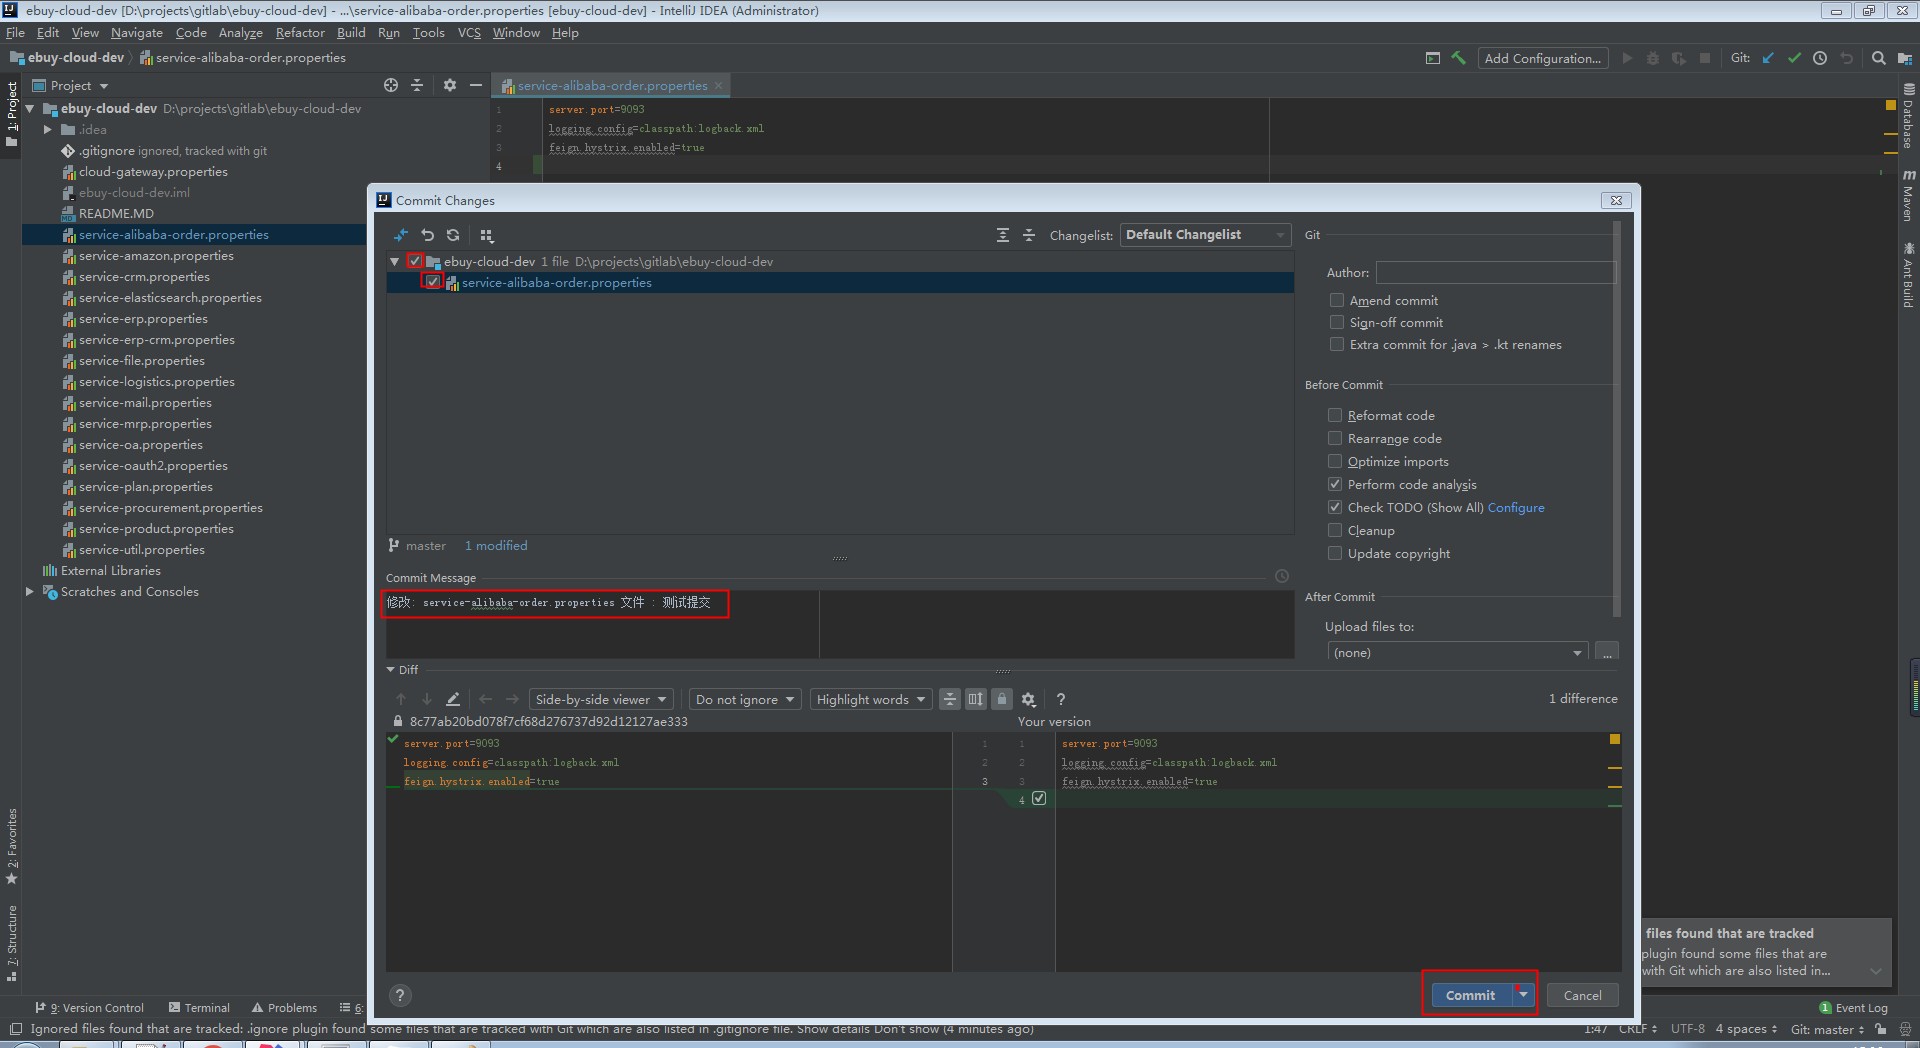 ebuy-cloud-dev [D:\projects\gitlab\ebuy-cloud-dev] - ...\service-alibaba-order.properties [ebuy-cloud-dev] - IntelliJ IDEA (Administrator)
File Edit View Navigate Code Analyze Refactor Build Run Tools VCS Window Help
ebuy-cloud-dev service-alibaba-order.properties Add Configuration... Git:
Project
service-alibaba-order.properties
1: Project
ebuy-cloud-dev D:\projects\gitlab\ebuy-cloud-dev
.idea
.gitignore ignored, tracked with git
cloud-gateway.properties
ebuy-cloud-dev.iml
README.MD
service-alibaba-order.properties
service-amazon.properties
service-crm.properties
service-elasticsearch.properties
service-erp.properties
service-erp-crm.properties
service-file.properties
service-logistics.properties
service-mail.properties
service-mrp.properties
service-oa.properties
service-oauth2.properties
service-plan.properties
service-procurement.properties
service-product.properties
service-util.properties
External Libraries
Scratches and Consoles
1 server.port=9093
2 logging.config=classpath:logback.xml
3 feign.hystrix.enabled=true
4
Database
Maven
Ant Build
Commit Changes
Changelist: Default Changelist
ebuy-cloud-dev 1 file D:\projects\gitlab\ebuy-cloud-dev
service-alibaba-order.properties
master 1 modified
Git
Author:
Amend commit
Sign-off commit
Extra commit for .java > .kt renames
Before Commit
Reformat code
Rearrange code
Optimize imports
Perform code analysis
Check TODO (Show All) Configure
Cleanup
Update copyright
After Commit
Upload files to:
(none) ...
Commit Message
修改: service-alibaba-order.properties 文件 : 测试提交
Diff
Side-by-side viewer Do not ignore Highlight words ? 1 difference
8c77ab20bd078f7cf68d276737d92d12127ae333 Your version
server.port=9093 1 1 server.port=9093
logging.config=classpath:logback.xml 2 2 logging.config=classpath:logback.xml
feign.hystrix.enabled=true 3 3 feign.hystrix.enabled=true
4
? Commit Cancel
files found that are tracked
plugin found some files that are
with Git which are also listed in...
2: Favorites
7: Structure
9: Version Control Terminal Problems 6: 1 Event Log
Ignored files found that are tracked: .ignore plugin found some files that are tracked with Git which are also listed in .gitignore file. Show details Don't show (4 minutes ago) 1:47 CRLF UTF-8 4 spaces Git: master